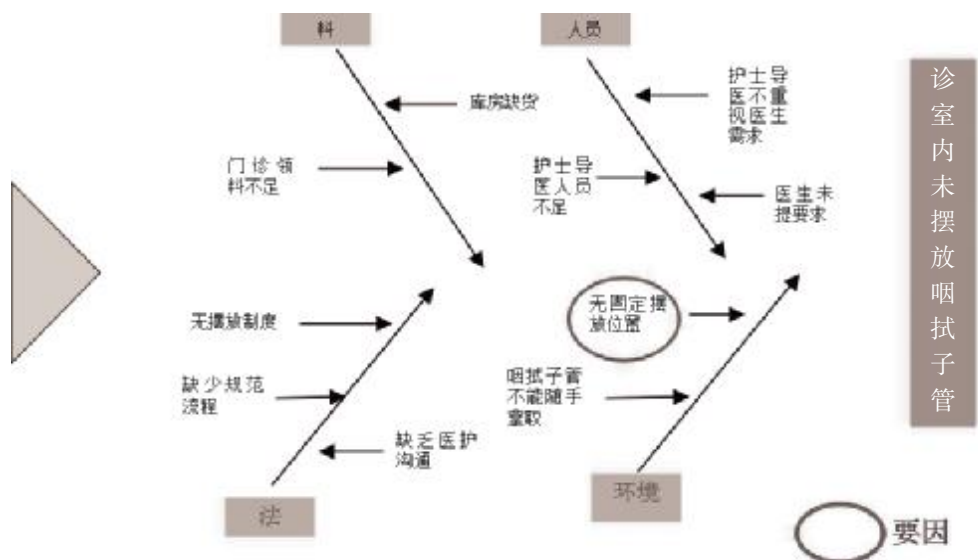 料
人员
库房缺货
护士导
医不重
视医生
需求
门诊领
料不足
护士导
医人员
不足
医生未
提要求
诊室内未摆放咽拭子管
无摆放制度
无固定摆
放位置
缺少规范
流程
咽拭子管
不能随手
拿取
缺乏医护
沟通
法
环境
要因